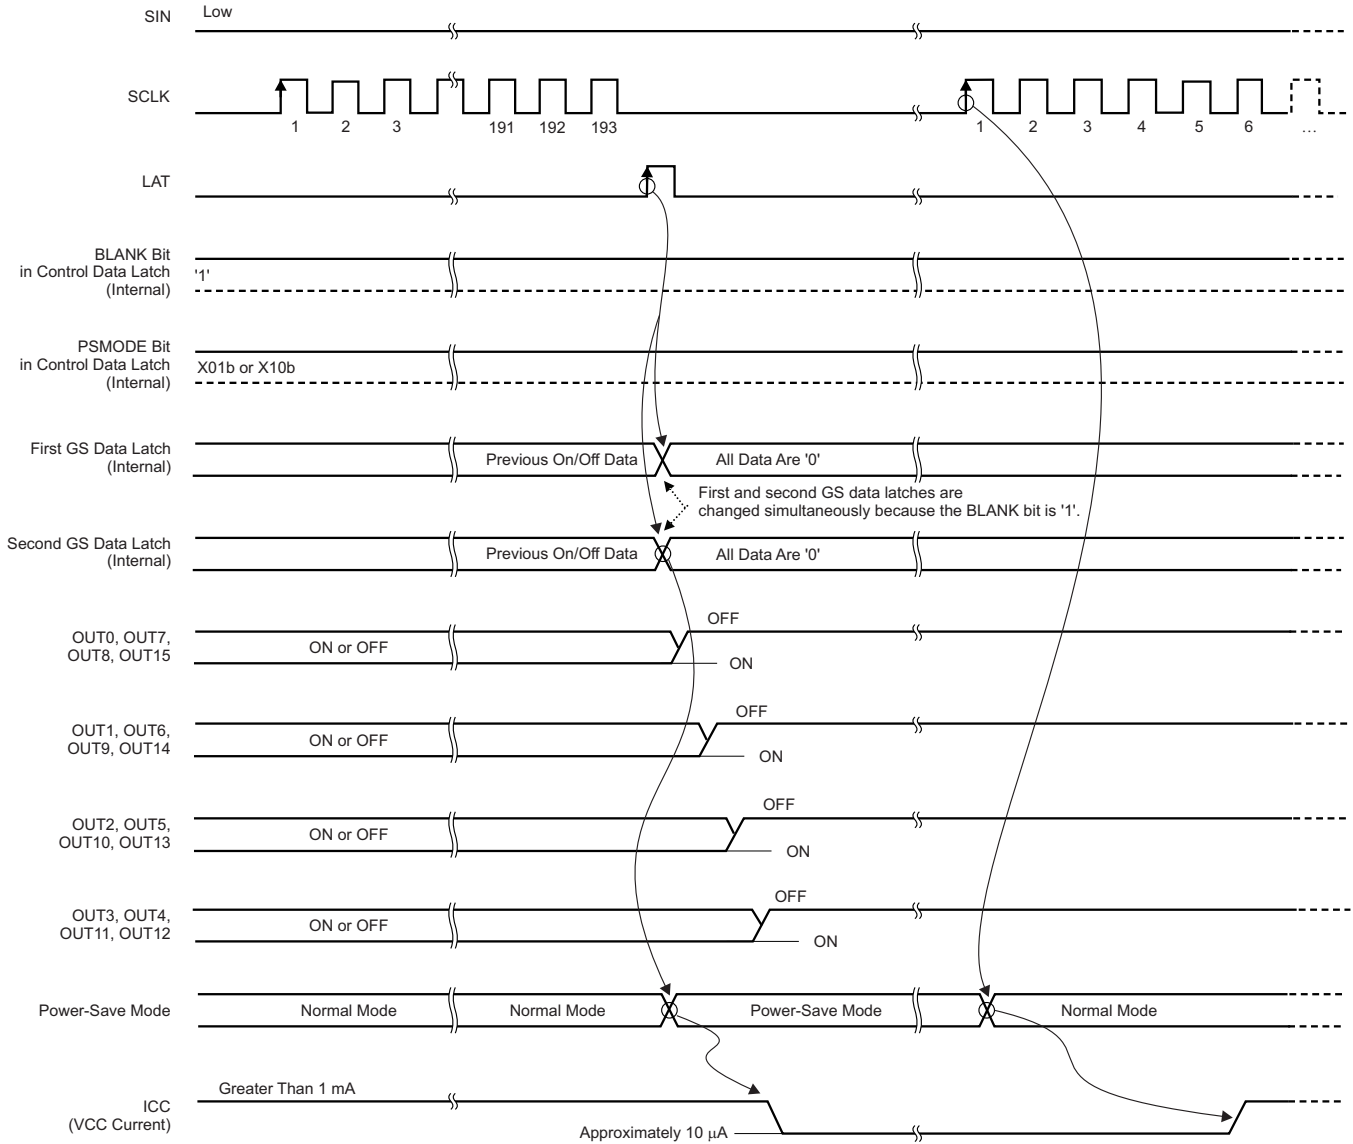 SIN
Low
SCLK
1 2 3 191 192 193 1 2 3 4 5 6 ...
LAT
BLANK Bit
in Control Data Latch
(Internal)
'1'
PSMODE Bit
in Control Data Latch
(Internal)
X01b or X10b
First GS Data Latch
(Internal)
Previous On/Off Data
All Data Are '0'
First and second GS data latches are
changed simultaneously because the BLANK bit is '1'.
Second GS Data Latch
(Internal)
Previous On/Off Data
All Data Are '0'
OUT0, OUT7,
OUT8, OUT15
ON or OFF
OFF
ON
OUT1, OUT6,
OUT9, OUT14
ON or OFF
OFF
ON
OUT2, OUT5,
OUT10, OUT13
ON or OFF
OFF
ON
OUT3, OUT4,
OUT11, OUT12
ON or OFF
OFF
ON
Power-Save Mode
Normal Mode
Normal Mode
Power-Save Mode
Normal Mode
ICC
(VCC Current)
Greater Than 1 mA
Approximately 10 μA